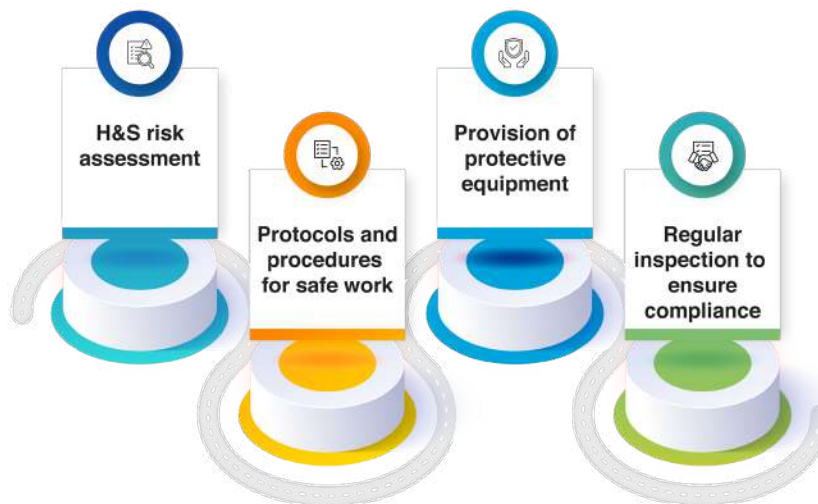 H&S risk
assessment
Protocols and
procedures
for safe work
Provision of
protective
equipment
Regular
inspection to
ensure
compliance